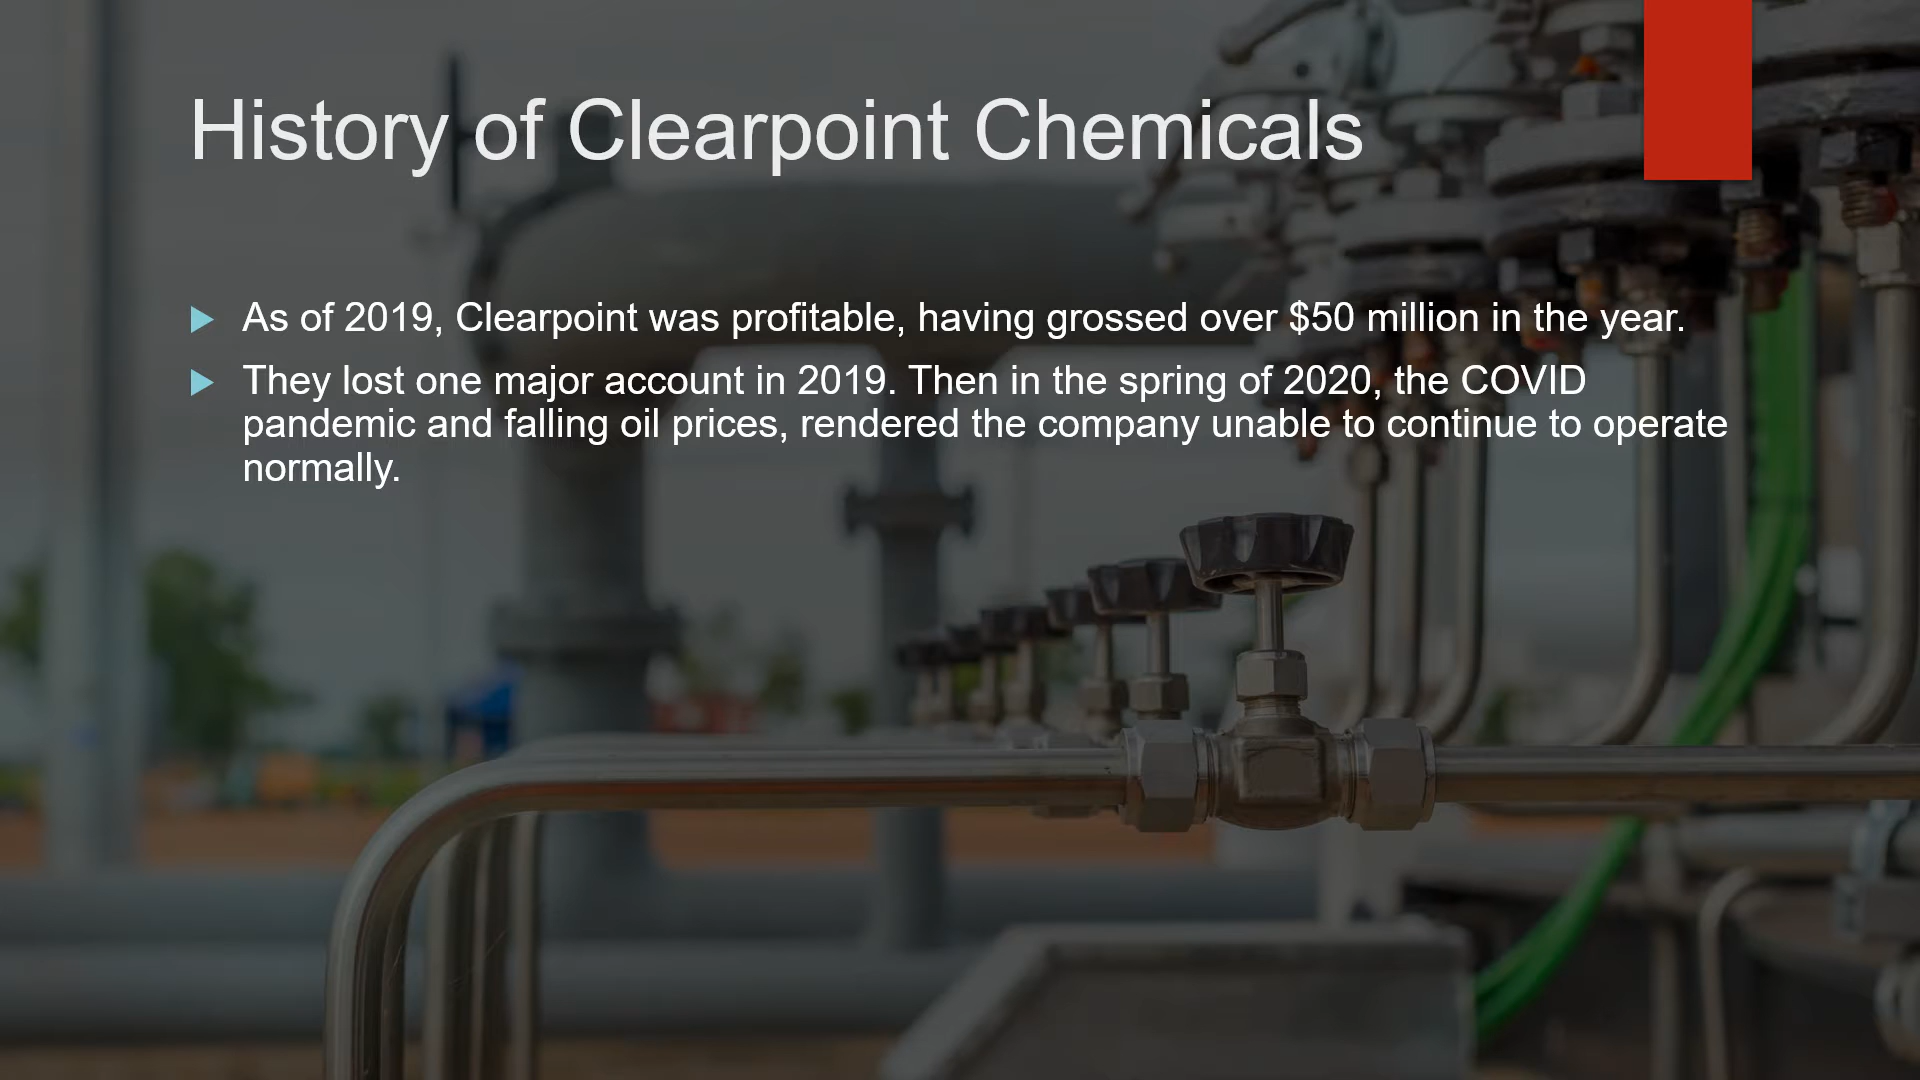 History of Clearpoint Chemicals
As of 2019, Clearpoint was profitable, having grossed over $50 million in the year.
They lost one major account in 2019. Then in the spring of 2020, the COVID
pandemic and falling oil prices, rendered the company unable to continue to operate
normally.